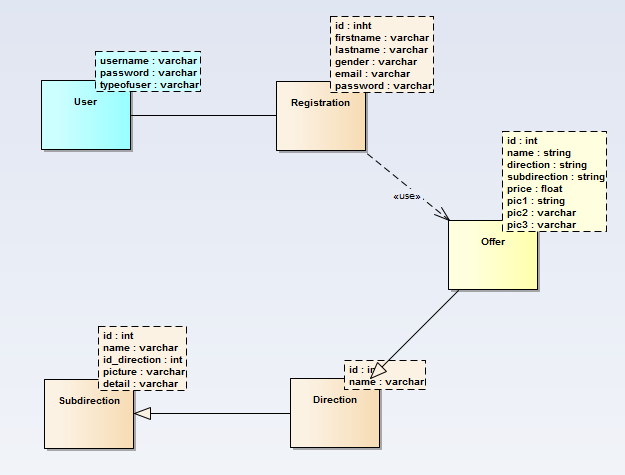 username : varchar
password : varchar
typeofuser : varchar
User
id : inht
firstname : varchar
lastname : varchar
gender : varchar
email : varchar
password : varchar
Registration
«use»
id : int
name : string
direction : string
subdirection : string
price : float
pic1 : string
pic2 : varchar
pic3 : varchar
Offer
id : int
name : varchar
id_direction : int
picture : varchar
detail : varchar
Subdirection
id : int
name : varchar
Direction